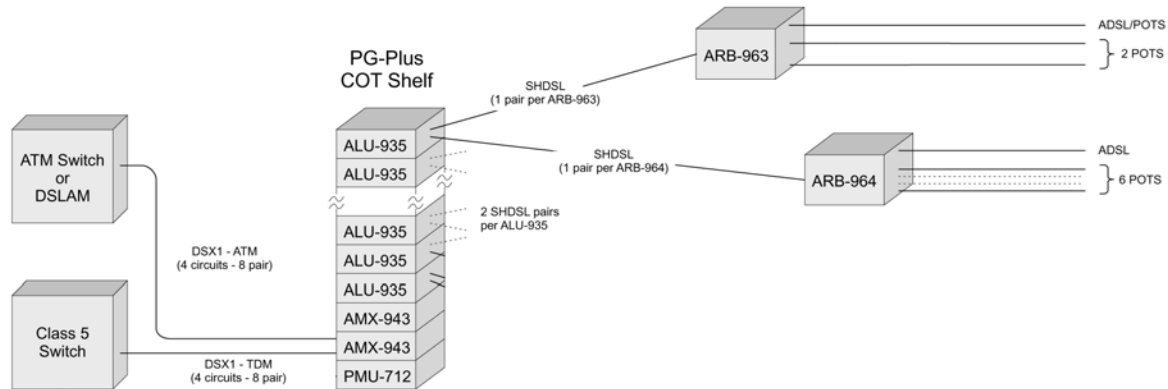 ADSL/POTS
PG-Plus
COT Shelf
ARB-963
2 POTS
SHDSL
(1 pair per ARB-963)
ATM Switch
or
DSLAM
ALU-935
ALU-935
SHDSL
(1 pair per ARB-964)
ADSL
ARB-964
6 POTS
2 SHDSL pairs
per ALU-935
ALU-935
ALU-935
ALU-935
DSX1 - ATM
(4 circuits - 8 pair)
AMX-943
AMX-943
PMU-712
Class 5
Switch
DSX1 - TDM
(4 circuits - 8 pair)